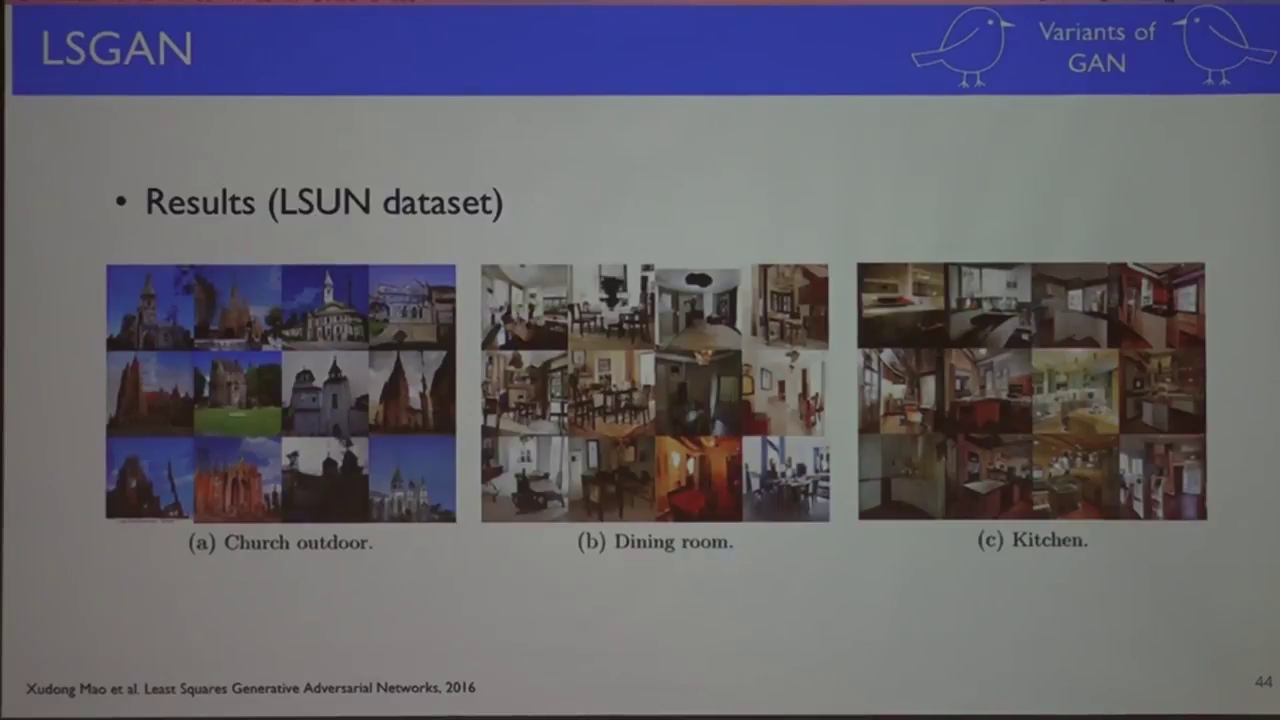 LSGAN
Variants of
GAN
• Results (LSUN dataset)
(a) Church outdoor.
(b) Dining room.
(c) Kitchen.
Xudong Mao et al. Least Squares Generative Adversarial Networks, 2016
44